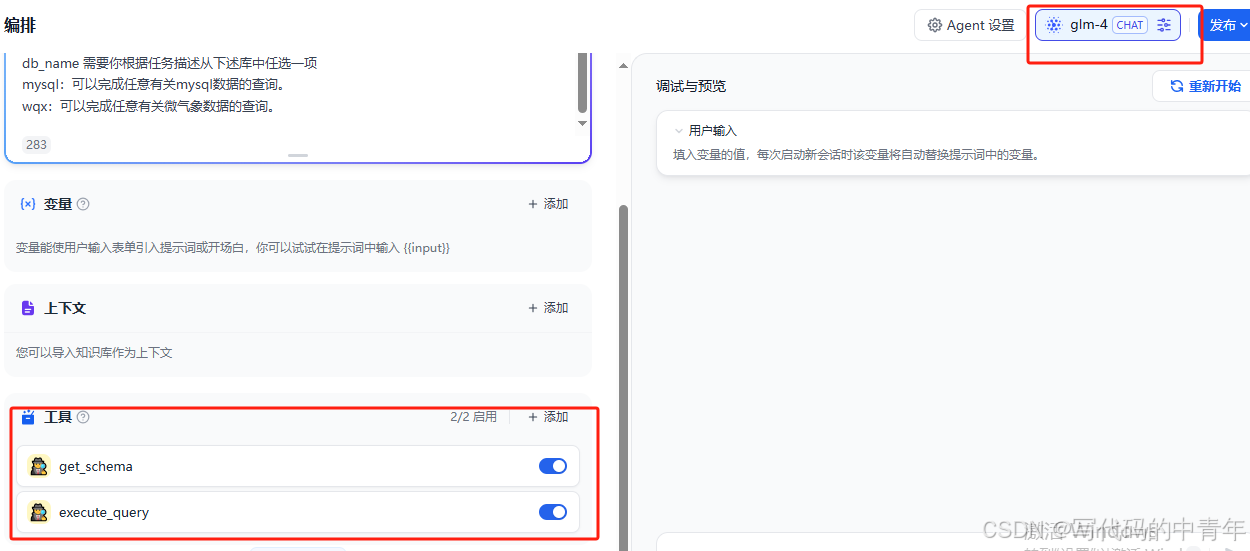 编排
Agent 设置
glm-4 CHAT
发布
db_name 需要你根据任务描述从下述库中任选一项
mysql：可以完成任意有关mysql数据的查询。
wqx：可以完成任意有关微气象数据的查询。
283
变量
+ 添加
变量能使用户输入表单引入提示词或开场白，你可以试试在提示词中输入 {{input}}
上下文
+ 添加
您可以导入知识库作为上下文
工具
2/2 启用
+ 添加
get_schema
execute_query
调试与预览
重新开始
用户输入
填入变量的值，每次启动新会话时该变量将自动替换提示词中的变量。
激活 Windows
CSDN @写代码的中青年